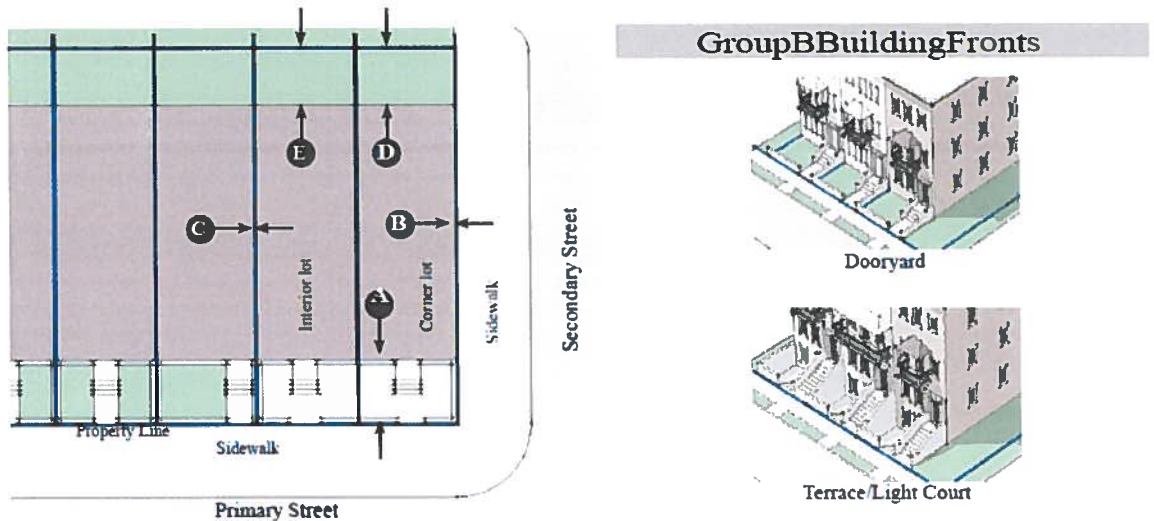 E
D
C
B
A
Interior lot
Corner lot
Sidewalk
Secondary Street
Property Line
Sidewalk
Primary Street
GroupBBuildingFronts
Dooryard
Terrace/Light Court